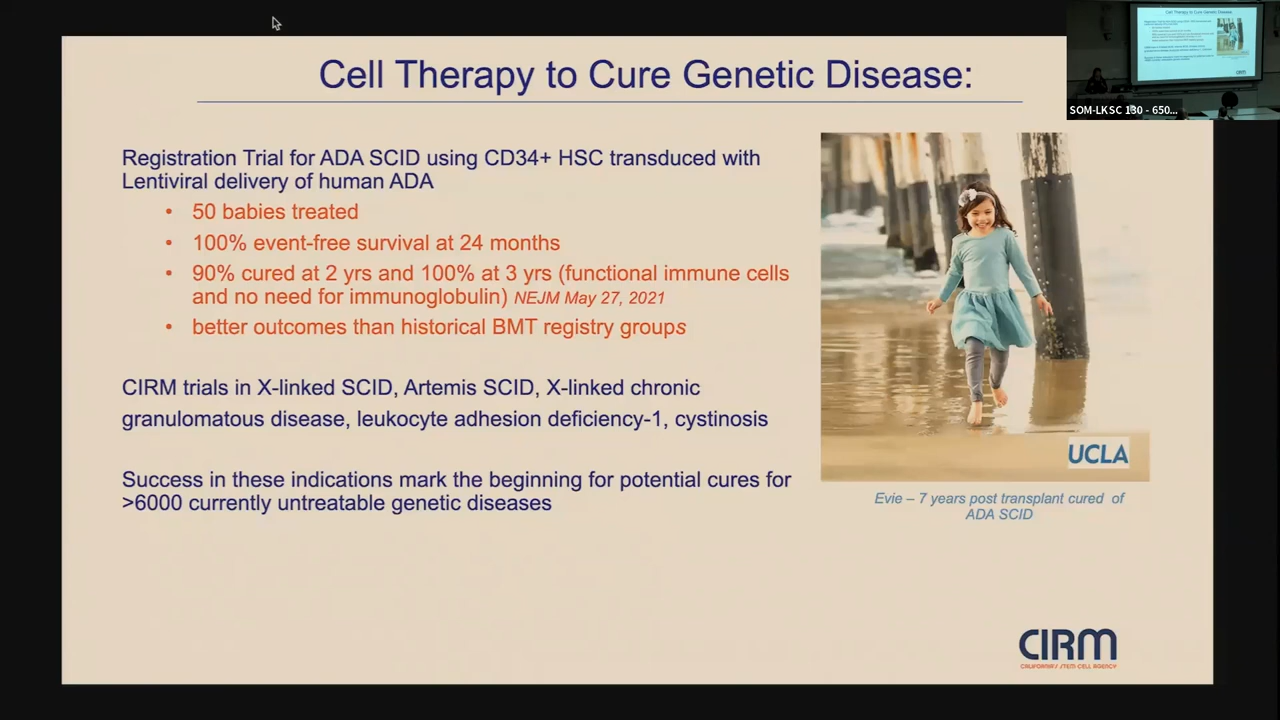 Cell Therapy to Cure Genetic Disease:
SOM-LKSC 130 - 650...
Registration Trial for ADA SCID using CD34+ HSC transduced with
Lentiviral delivery of human ADA
• 50 babies treated
• 100% event-free survival at 24 months
• 90% cured at 2 yrs and 100% at 3 yrs (functional immune cells
and no need for immunoglobulin) NEJM May 27, 2021
• better outcomes than historical BMT registry groups
CIRM trials in X-linked SCID, Artemis SCID, X-linked chronic
granulomatous disease, leukocyte adhesion deficiency-1, cystinosis
Success in these indications mark the beginning for potential cures for
>6000 currently untreatable genetic diseases
UCLA
Evie – 7 years post transplant cured of
ADA SCID
CIRM
CALIFORNIA'S STEM CELL AGENCY